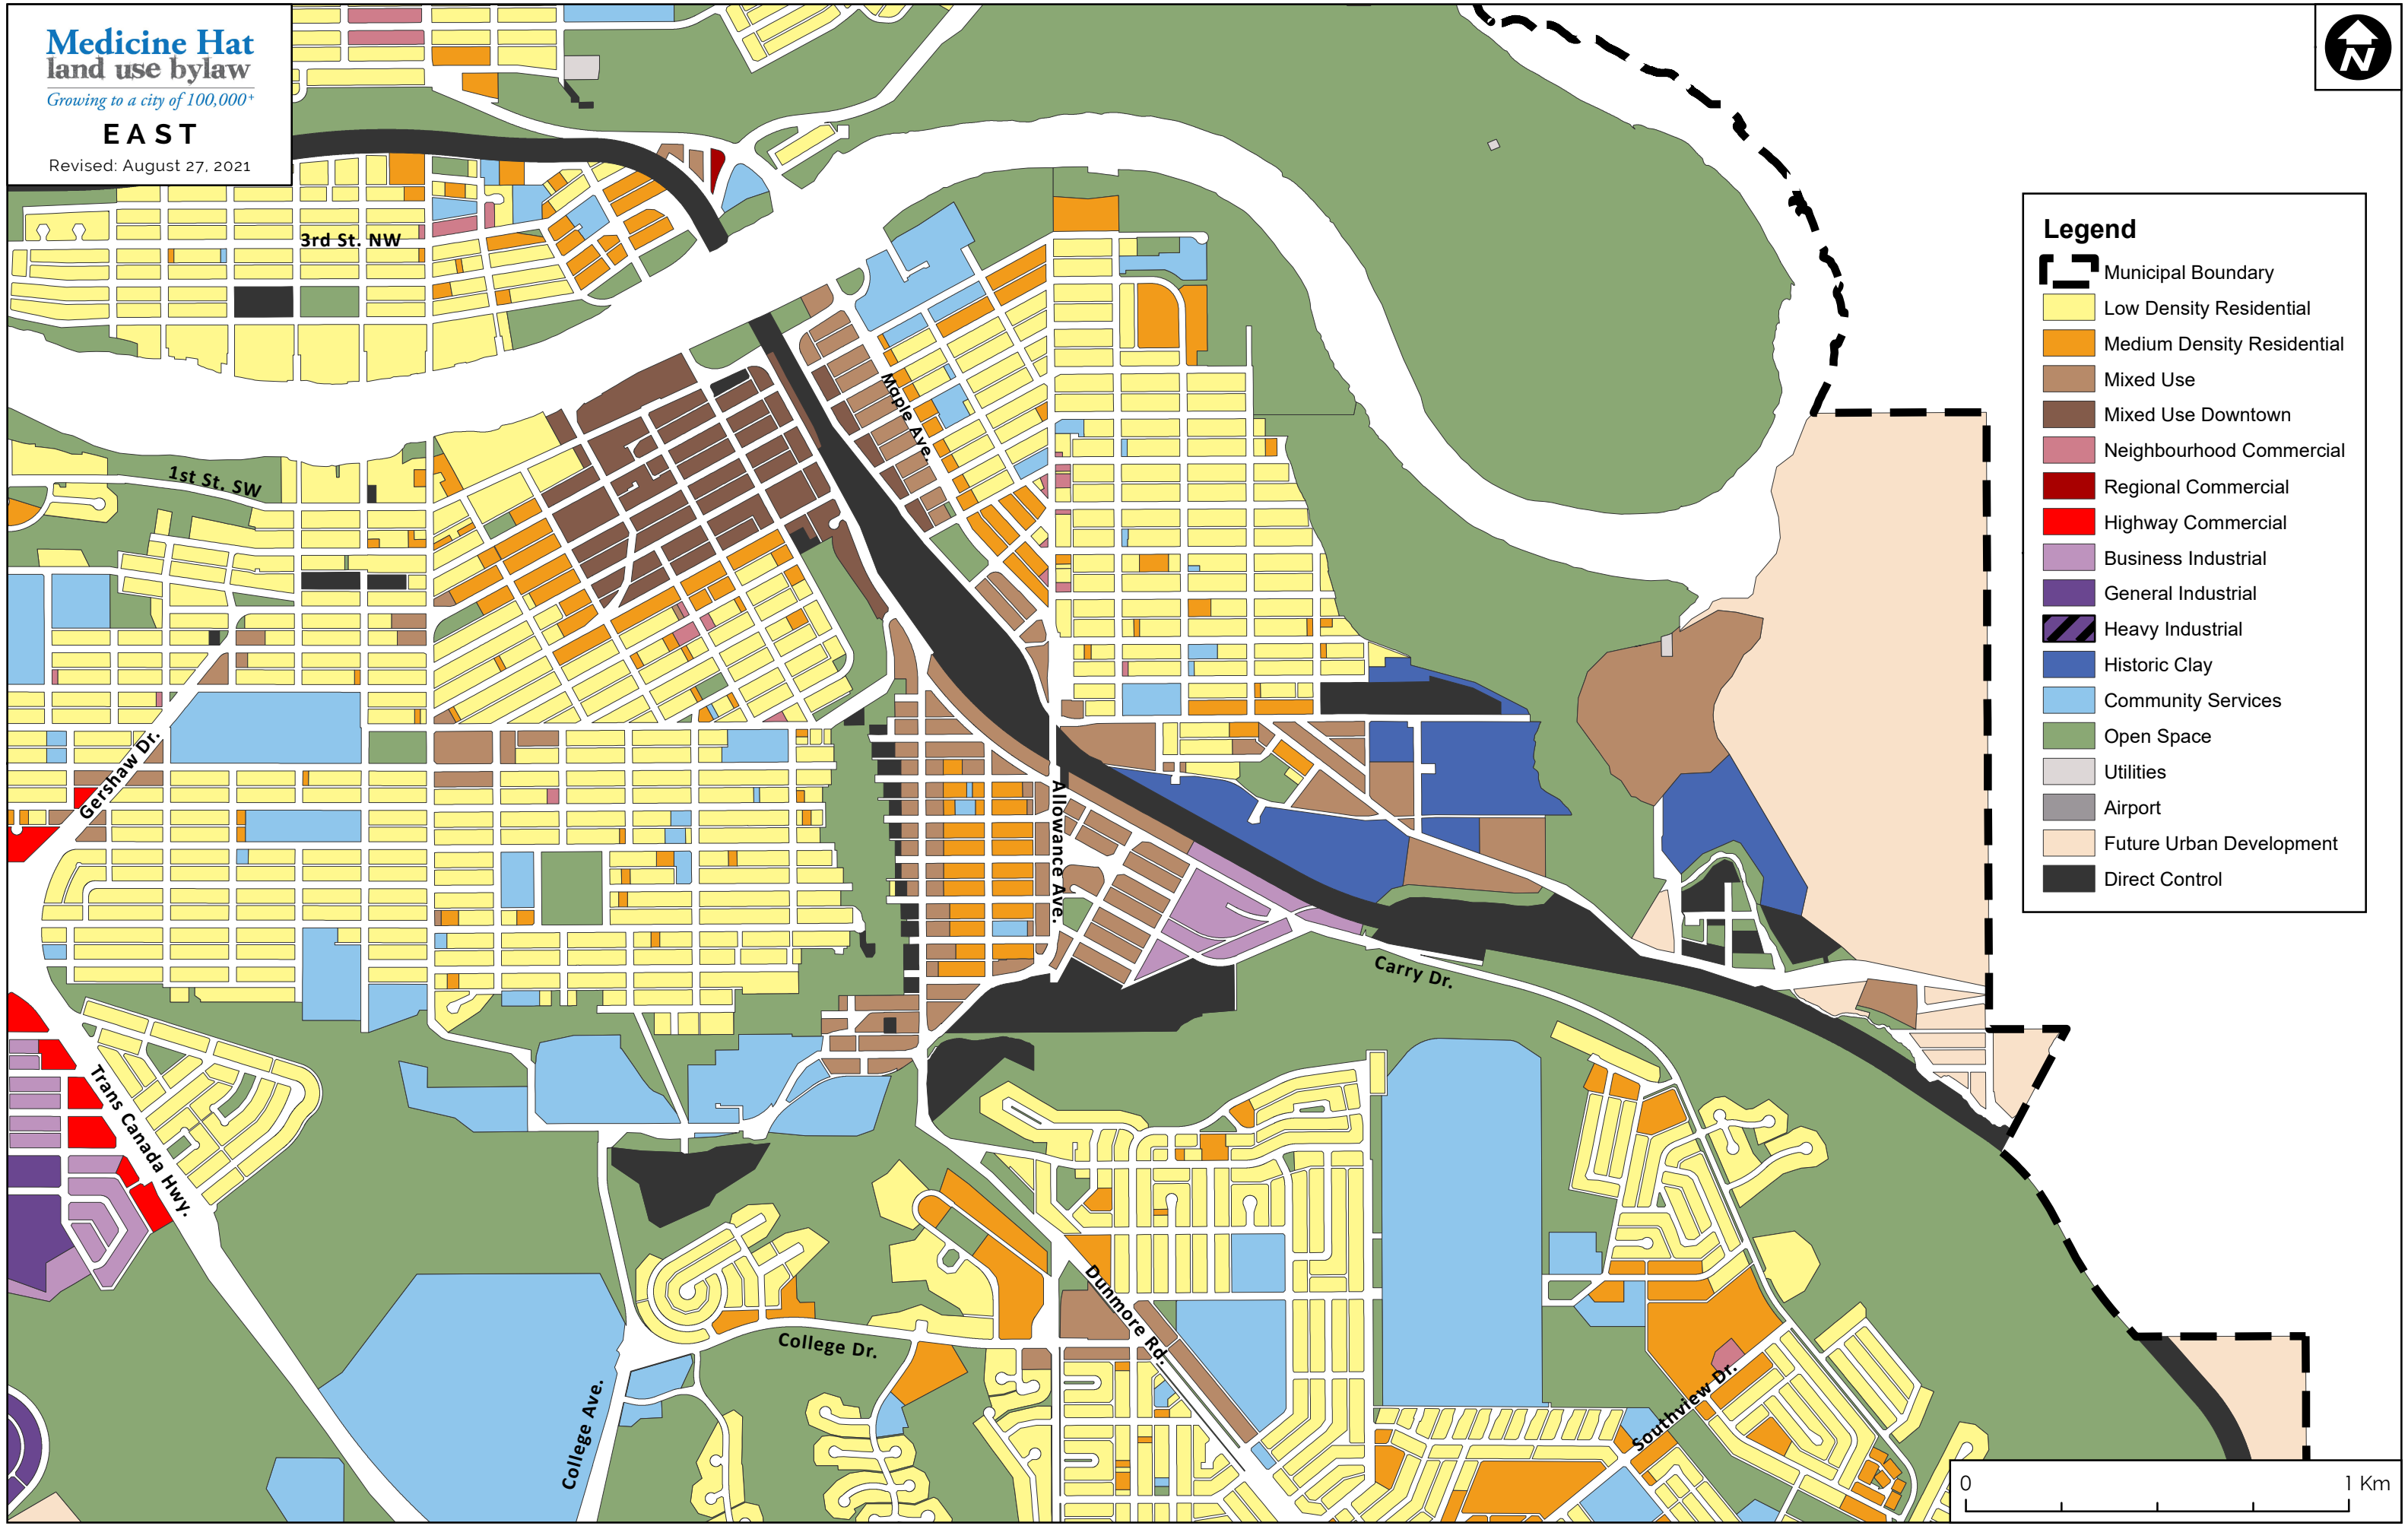 Medicine Hat
land use bylaw
Growing to a city of 100,000+
EAST
Revised: August 27, 2021
N
3rd St. NW
1st St. SW
Maple Ave.
Gershaw Dr.
Allowance Ave.
Carry Dr.
Trans Canada Hwy.
College Dr.
College Ave.
Dunmore Rd.
Southview Dr.
Legend
Municipal Boundary
Low Density Residential
Medium Density Residential
Mixed Use
Mixed Use Downtown
Neighbourhood Commercial
Regional Commercial
Highway Commercial
Business Industrial
General Industrial
Heavy Industrial
Historic Clay
Community Services
Open Space
Utilities
Airport
Future Urban Development
Direct Control
0 1 Km